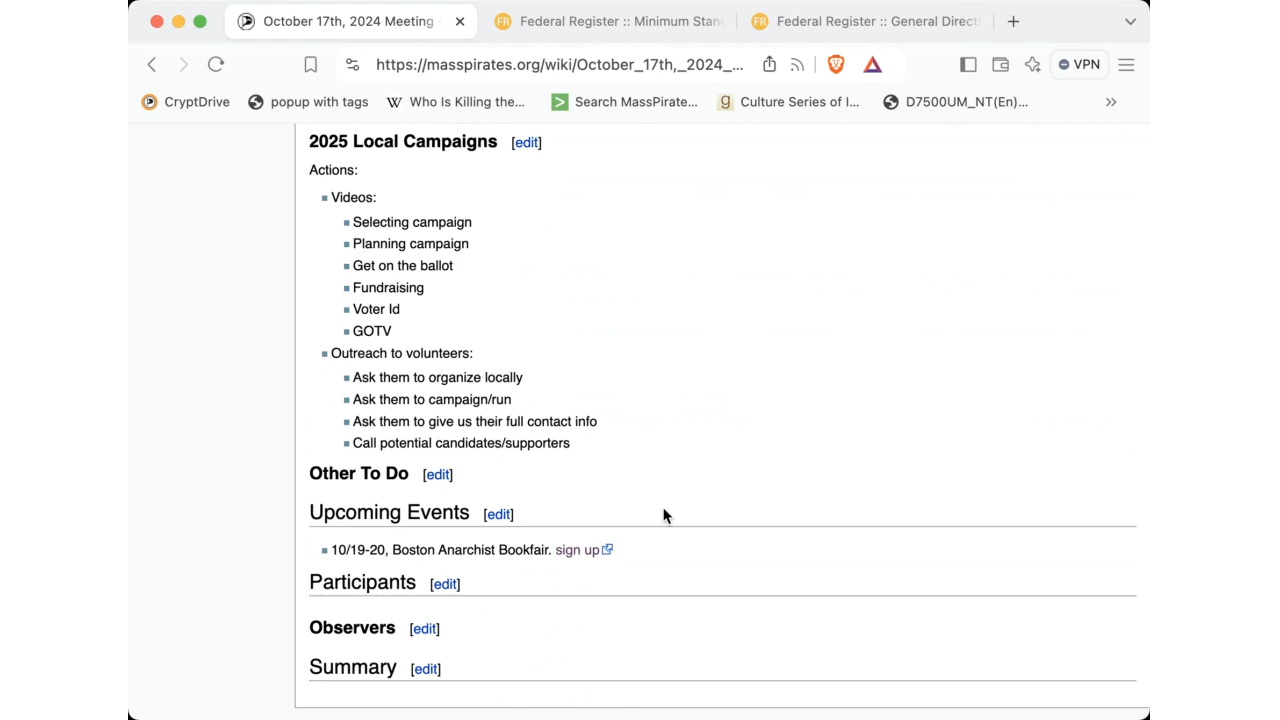 October 17th, 2024 Meeting
Federal Register :: Minimum Stan
Federal Register :: General Directi
https://masspirates.org/wiki/October_17th,_2024_...
VPN
CryptDrive
popup with tags
Who Is Killing the...
Search MassPirate...
Culture Series of I...
D7500UM_NT(En)...
2025 Local Campaigns [edit]
Actions:
Videos:
Selecting campaign
Planning campaign
Get on the ballot
Fundraising
Voter Id
GOTV
Outreach to volunteers:
Ask them to organize locally
Ask them to campaign/run
Ask them to give us their full contact info
Call potential candidates/supporters
Other To Do [edit]
Upcoming Events [edit]
10/19-20, Boston Anarchist Bookfair. sign up
Participants [edit]
Observers [edit]
Summary [edit]